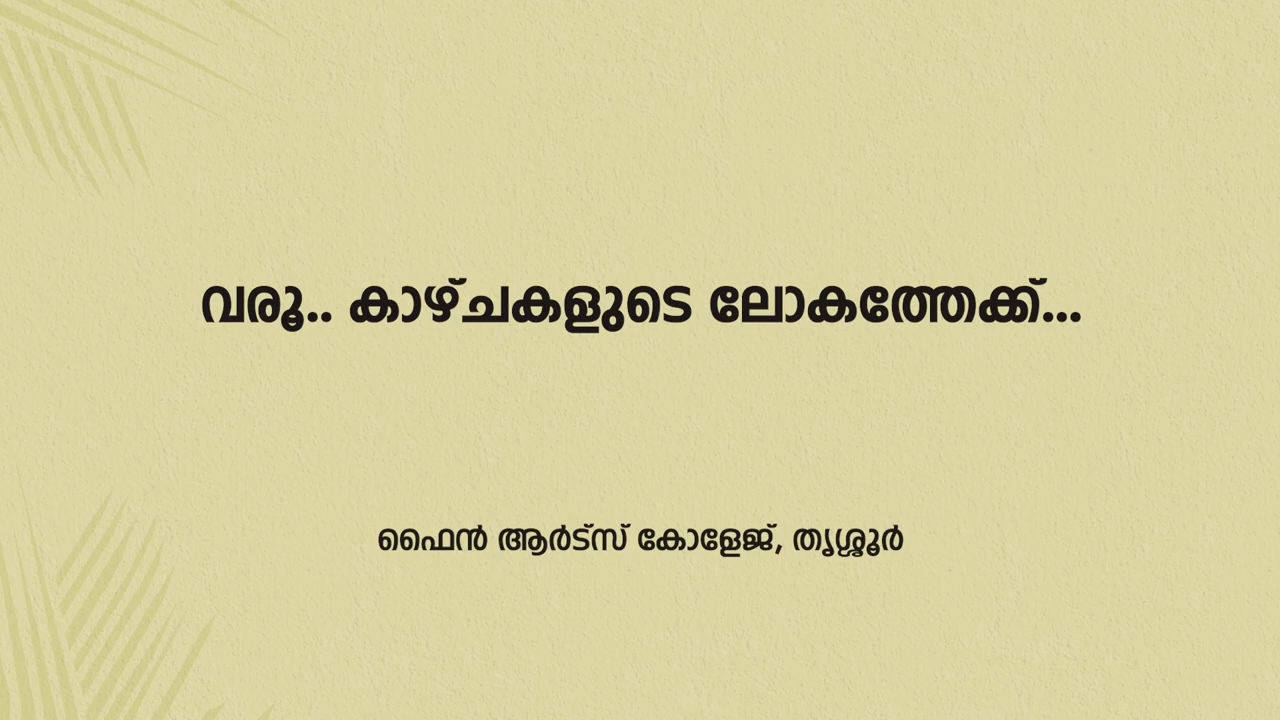 വരൂ.. കാഴ്ചകളുടെ ലോകത്തേക്ക്...
ഫൈൻ ആർട്സ് കോളേജ്, തൃശ്ശൂർ